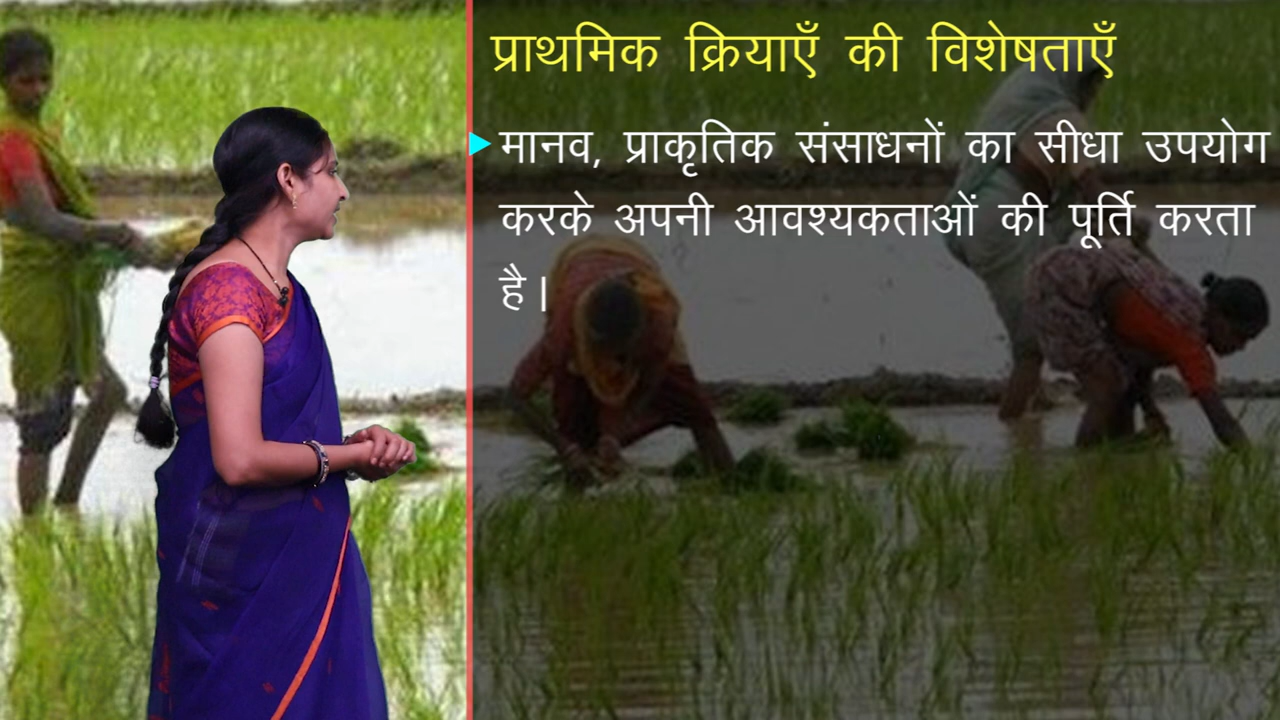 प्राथमिक क्रियाएँ की विशेषताएँ
मानव, प्राकृतिक संसाधनों का सीधा उपयोग
करके अपनी आवश्यकताओं की पूर्ति करता
है।